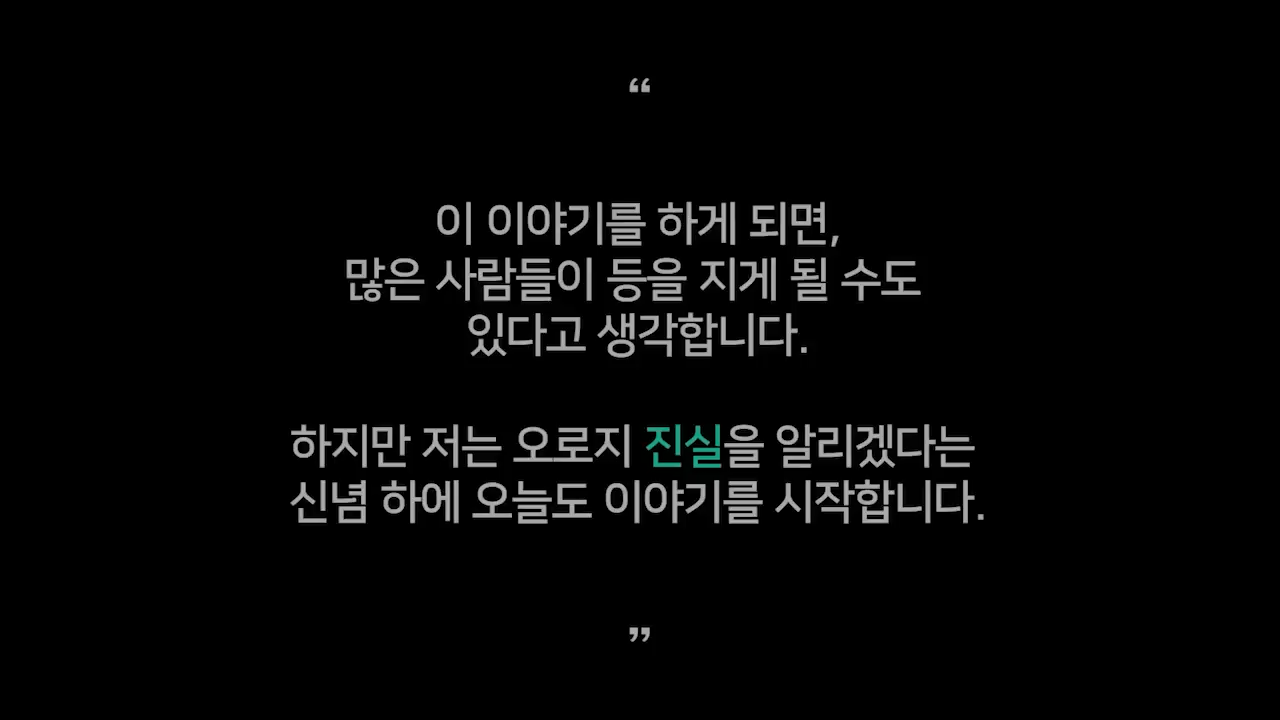 “
이 이야기를 하게 되면,
많은 사람들이 등을 지게 될 수도
있다고 생각합니다.
하지만 저는 오로지 진실을 알리겠다는
신념 하에 오늘도 이야기를 시작합니다.
”